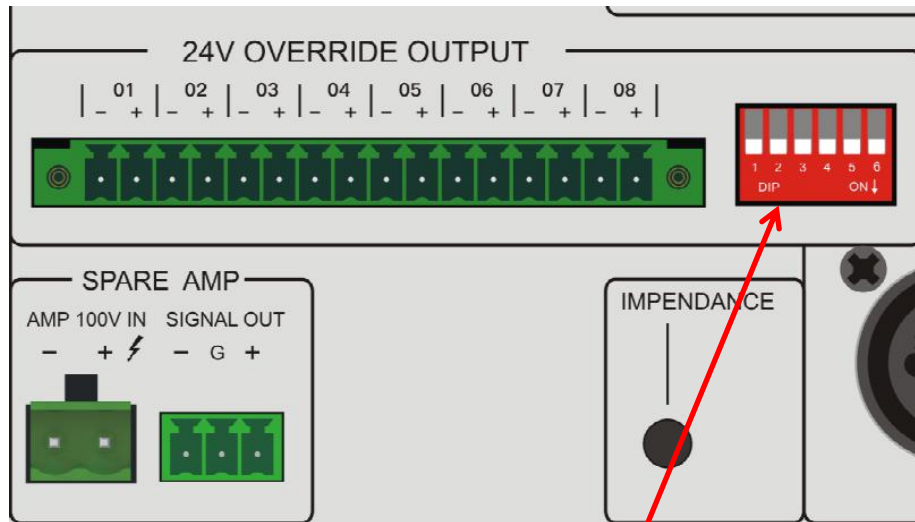 24V OVERRIDE OUTPUT
01 02 03 04 05 06 07 08
- + - + - + - + - + - + - + - +
1 2 3 4 5 6
DIP ON↓
SPARE AMP
AMP 100V IN SIGNAL OUT
- + - G +
IMPENDANCE